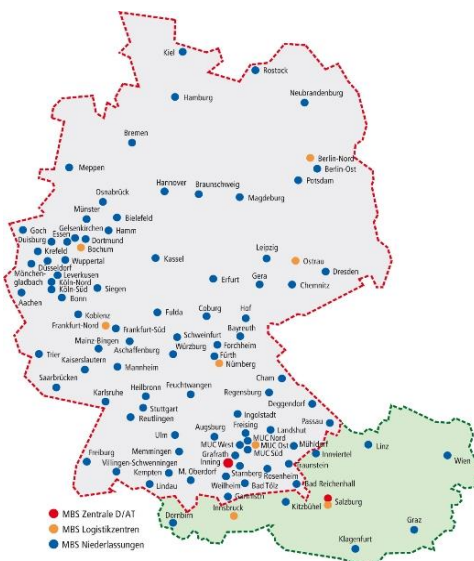 Kiel
Rostock
Neubrandenburg
Hamburg
Bremen
Berlin-Nord
Berlin-Ost
Meppen
Potsdam
Hannover
Braunschweig
Magdeburg
Osnabrück
Münster
Bielefeld
Goch
Gelsenkirchen
Hamm
Duisburg
Essen
Dortmund
Bochum
Krefeld
Wuppertal
Kassel
Leipzig
Ostrau
Düsseldorf
Dresden
Mönchen-
gladbach
Leverkusen
Köln-Nord
Köln-Süd
Siegen
Erfurt
Gera
Chemnitz
Aachen
Bonn
Koblenz
Fulda
Coburg
Hof
Frankfurt-Nord
Frankfurt-Süd
Schweinfurt
Bayreuth
Mainz-Bingen
Aschaffenburg
Würzburg
Forchheim
Fürth
Trier
Kaiserslautern
Mannheim
Nürnberg
Saarbrücken
Cham
Karlsruhe
Heilbronn
Feuchtwangen
Regensburg
Deggendorf
Stuttgart
Reutlingen
Ingolstadt
Passau
Ulm
Augsburg
Freising
Landshut
MUC Nord
MUC West
MUC Ost
Mühldorf
Innviertel
Linz
Memmingen
Grafrath
MUC Süd
Wien
Freiburg
Villingen-Schwenningen
Inning
Traunstein
Kempten
M. Oberdorf
Starnberg
Rosenheim
Lindau
Weilheim
Bad Tölz
Bad Reichenhall
Garmisch
Innsbruck
Kitzbühel
Salzburg
Dornbirn
Graz
Klagenfurt
MBS Zentrale D/AT
MBS Logistikzentren
MBS Niederlassungen